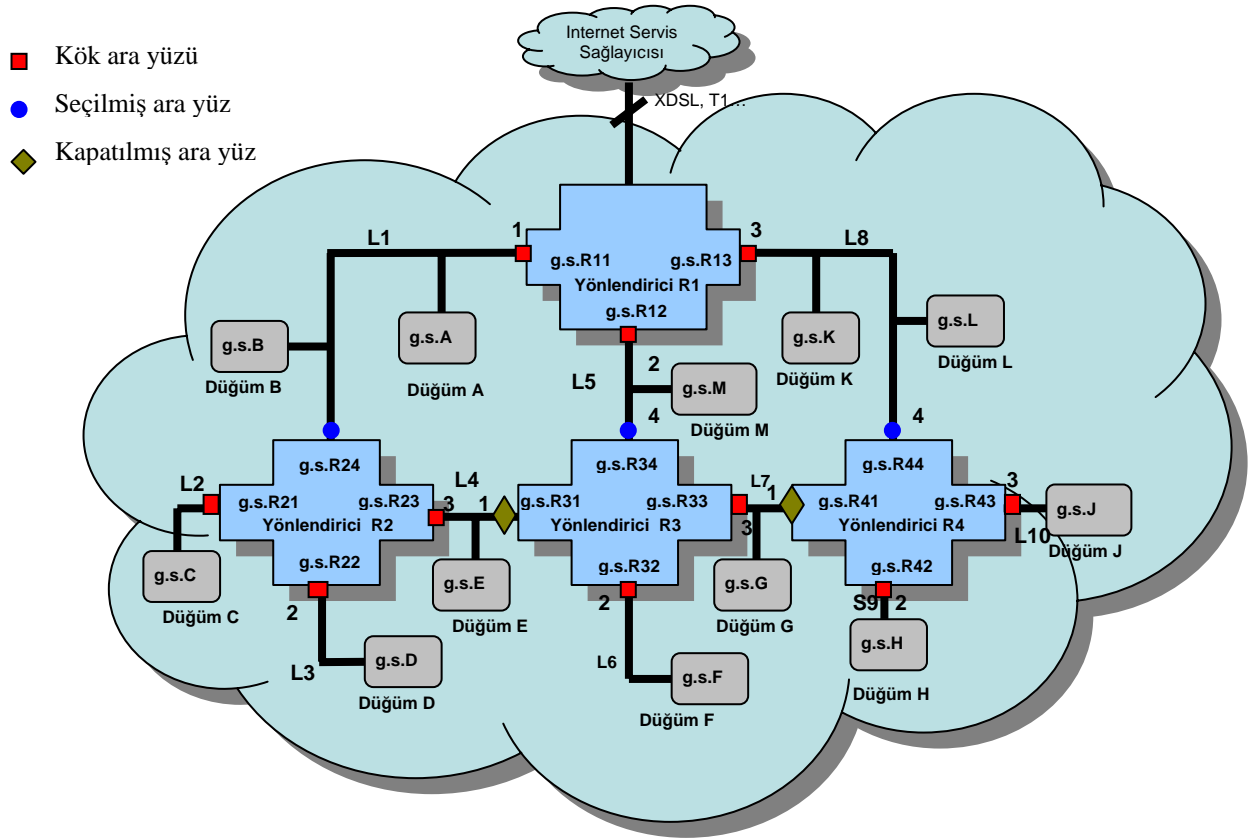 Internet Servis
Sağlayıcısı
Kök ara yüzü
Seçilmiş ara yüz
Kapatılmış ara yüz
XDSL, T1…
L1
1
3
L8
g.s.R11
g.s.R13
Yönlendirici R1
g.s.R12
g.s.B
Düğüm B
g.s.A
Düğüm A
2
L5
g.s.M
Düğüm M
4
g.s.K
Düğüm K
g.s.L
Düğüm L
4
g.s.R24
g.s.R21
g.s.R23
Yönlendirici R2
g.s.R22
L2
g.s.C
Düğüm C
2
L3
g.s.D
Düğüm D
L4
3
1
g.s.E
Düğüm E
g.s.R34
g.s.R31
g.s.R33
Yönlendirici R3
g.s.R32
2
L6
g.s.F
Düğüm F
L7
1
3
g.s.G
Düğüm G
g.s.R44
g.s.R41
g.s.R43
Yönlendirici R4
g.s.R42
3
L10
g.s.J
Düğüm J
S9
2
g.s.H
Düğüm H